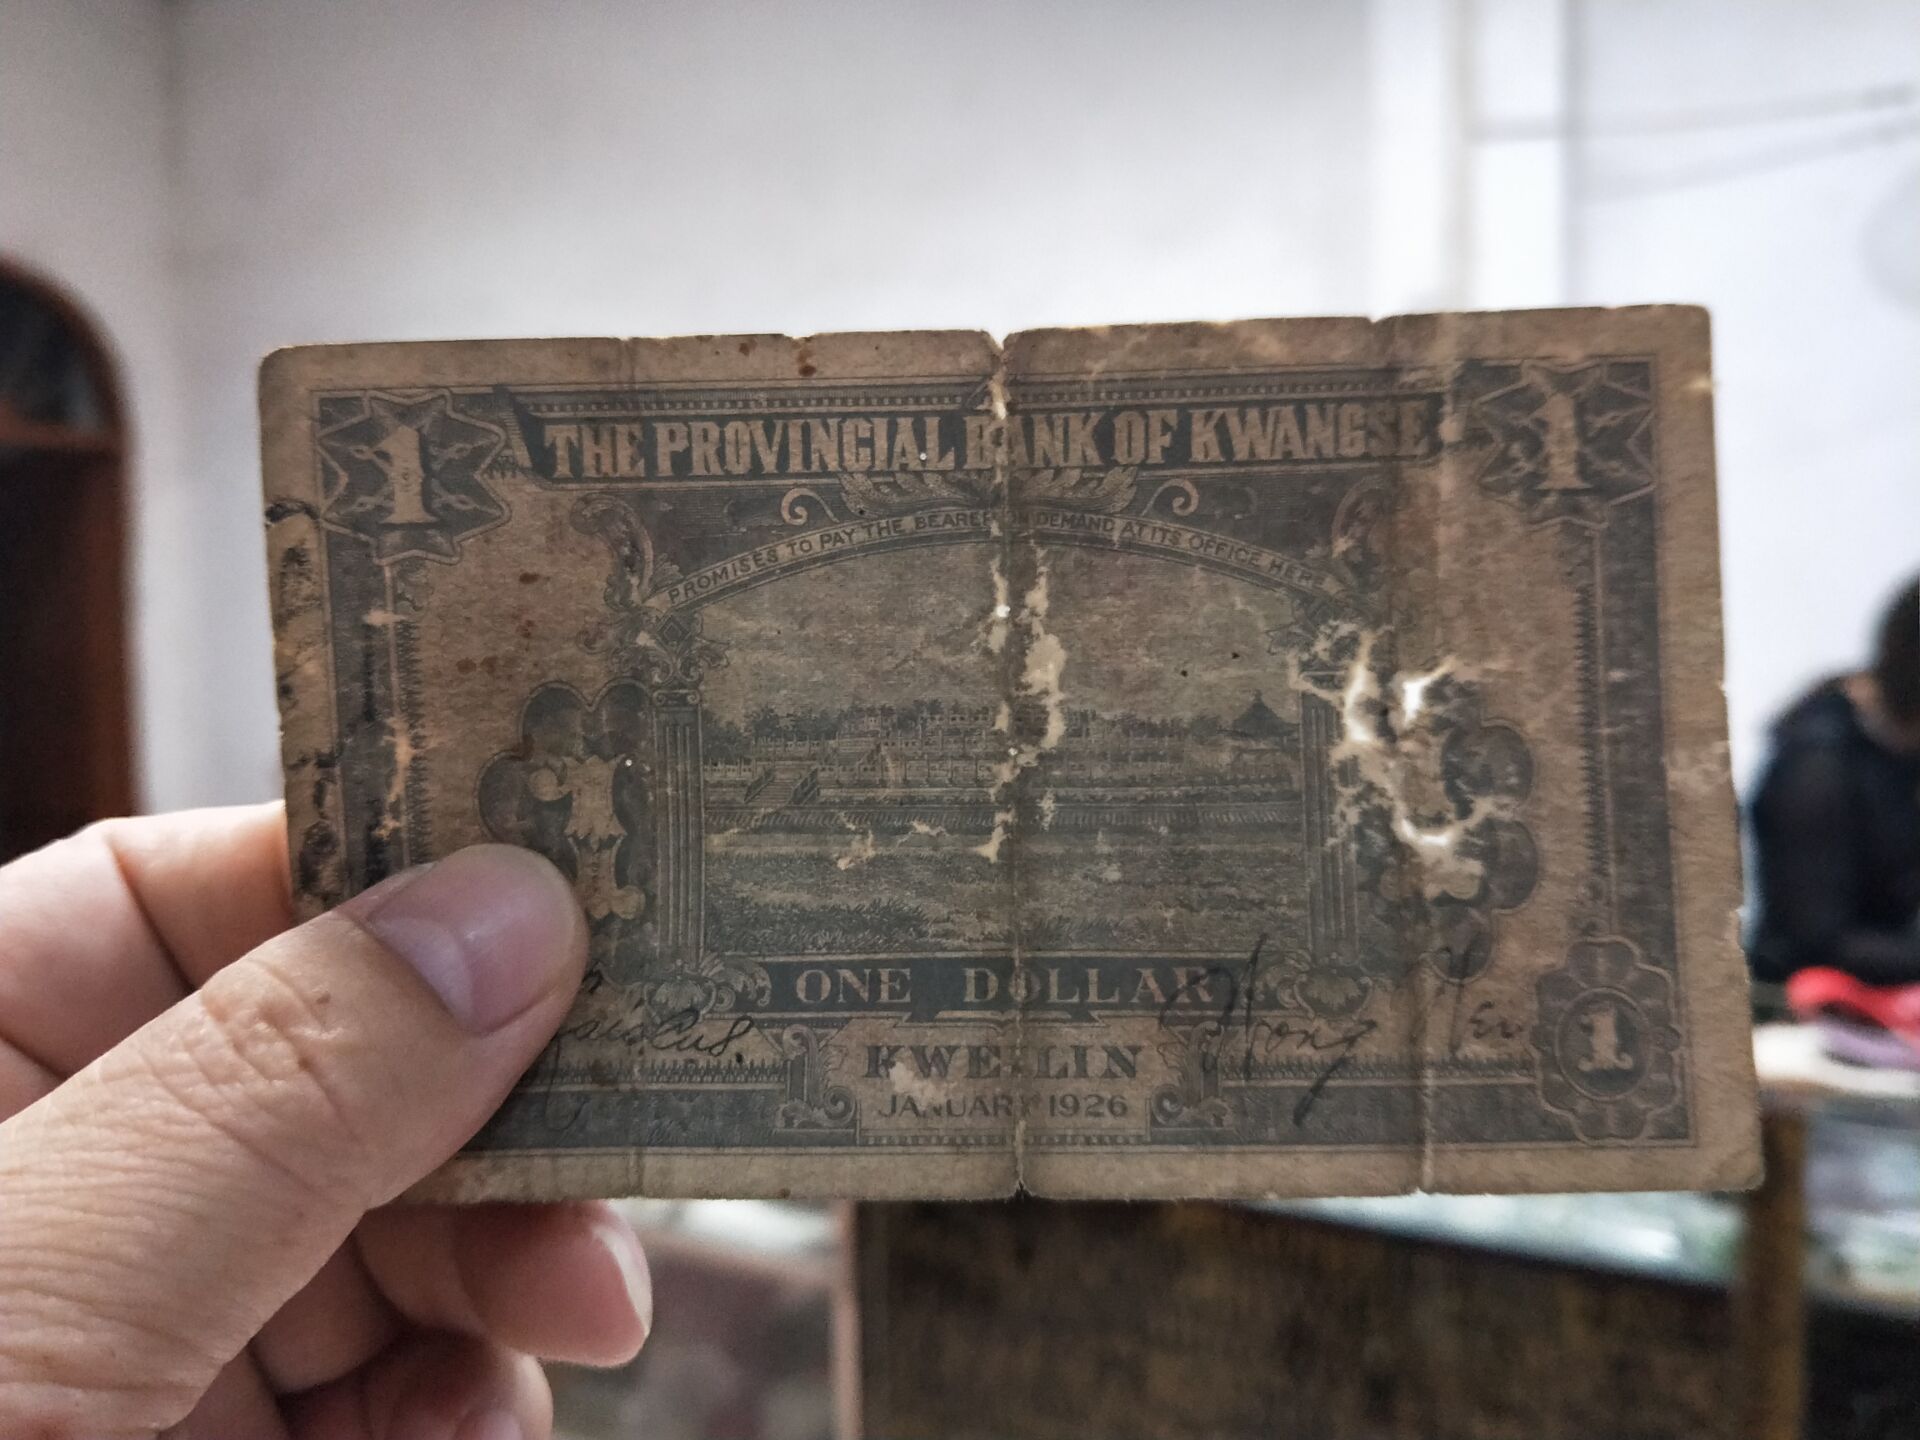 1 THE PROVINCIAL BANK OF KWANGSE 1
PROMISES TO PAY THE BEARER ON DEMAND AT ITS OFFICE HERE
1
ONE DOLLAR
KWEILIN
1
JANUARY 1926